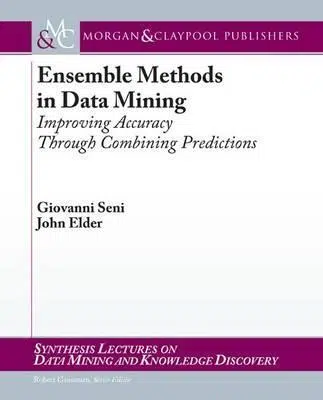 M&C MORGAN&CLAYPOOL PUBLISHERS
Ensemble Methods
in Data Mining
Improving Accuracy
Through Combining Predictions
Giovanni Seni
John Elder
SYNTHESIS LECTURES ON
DATA MINING AND KNOWLEDGE DISCOVERY
Robert Grossman, Series Editor